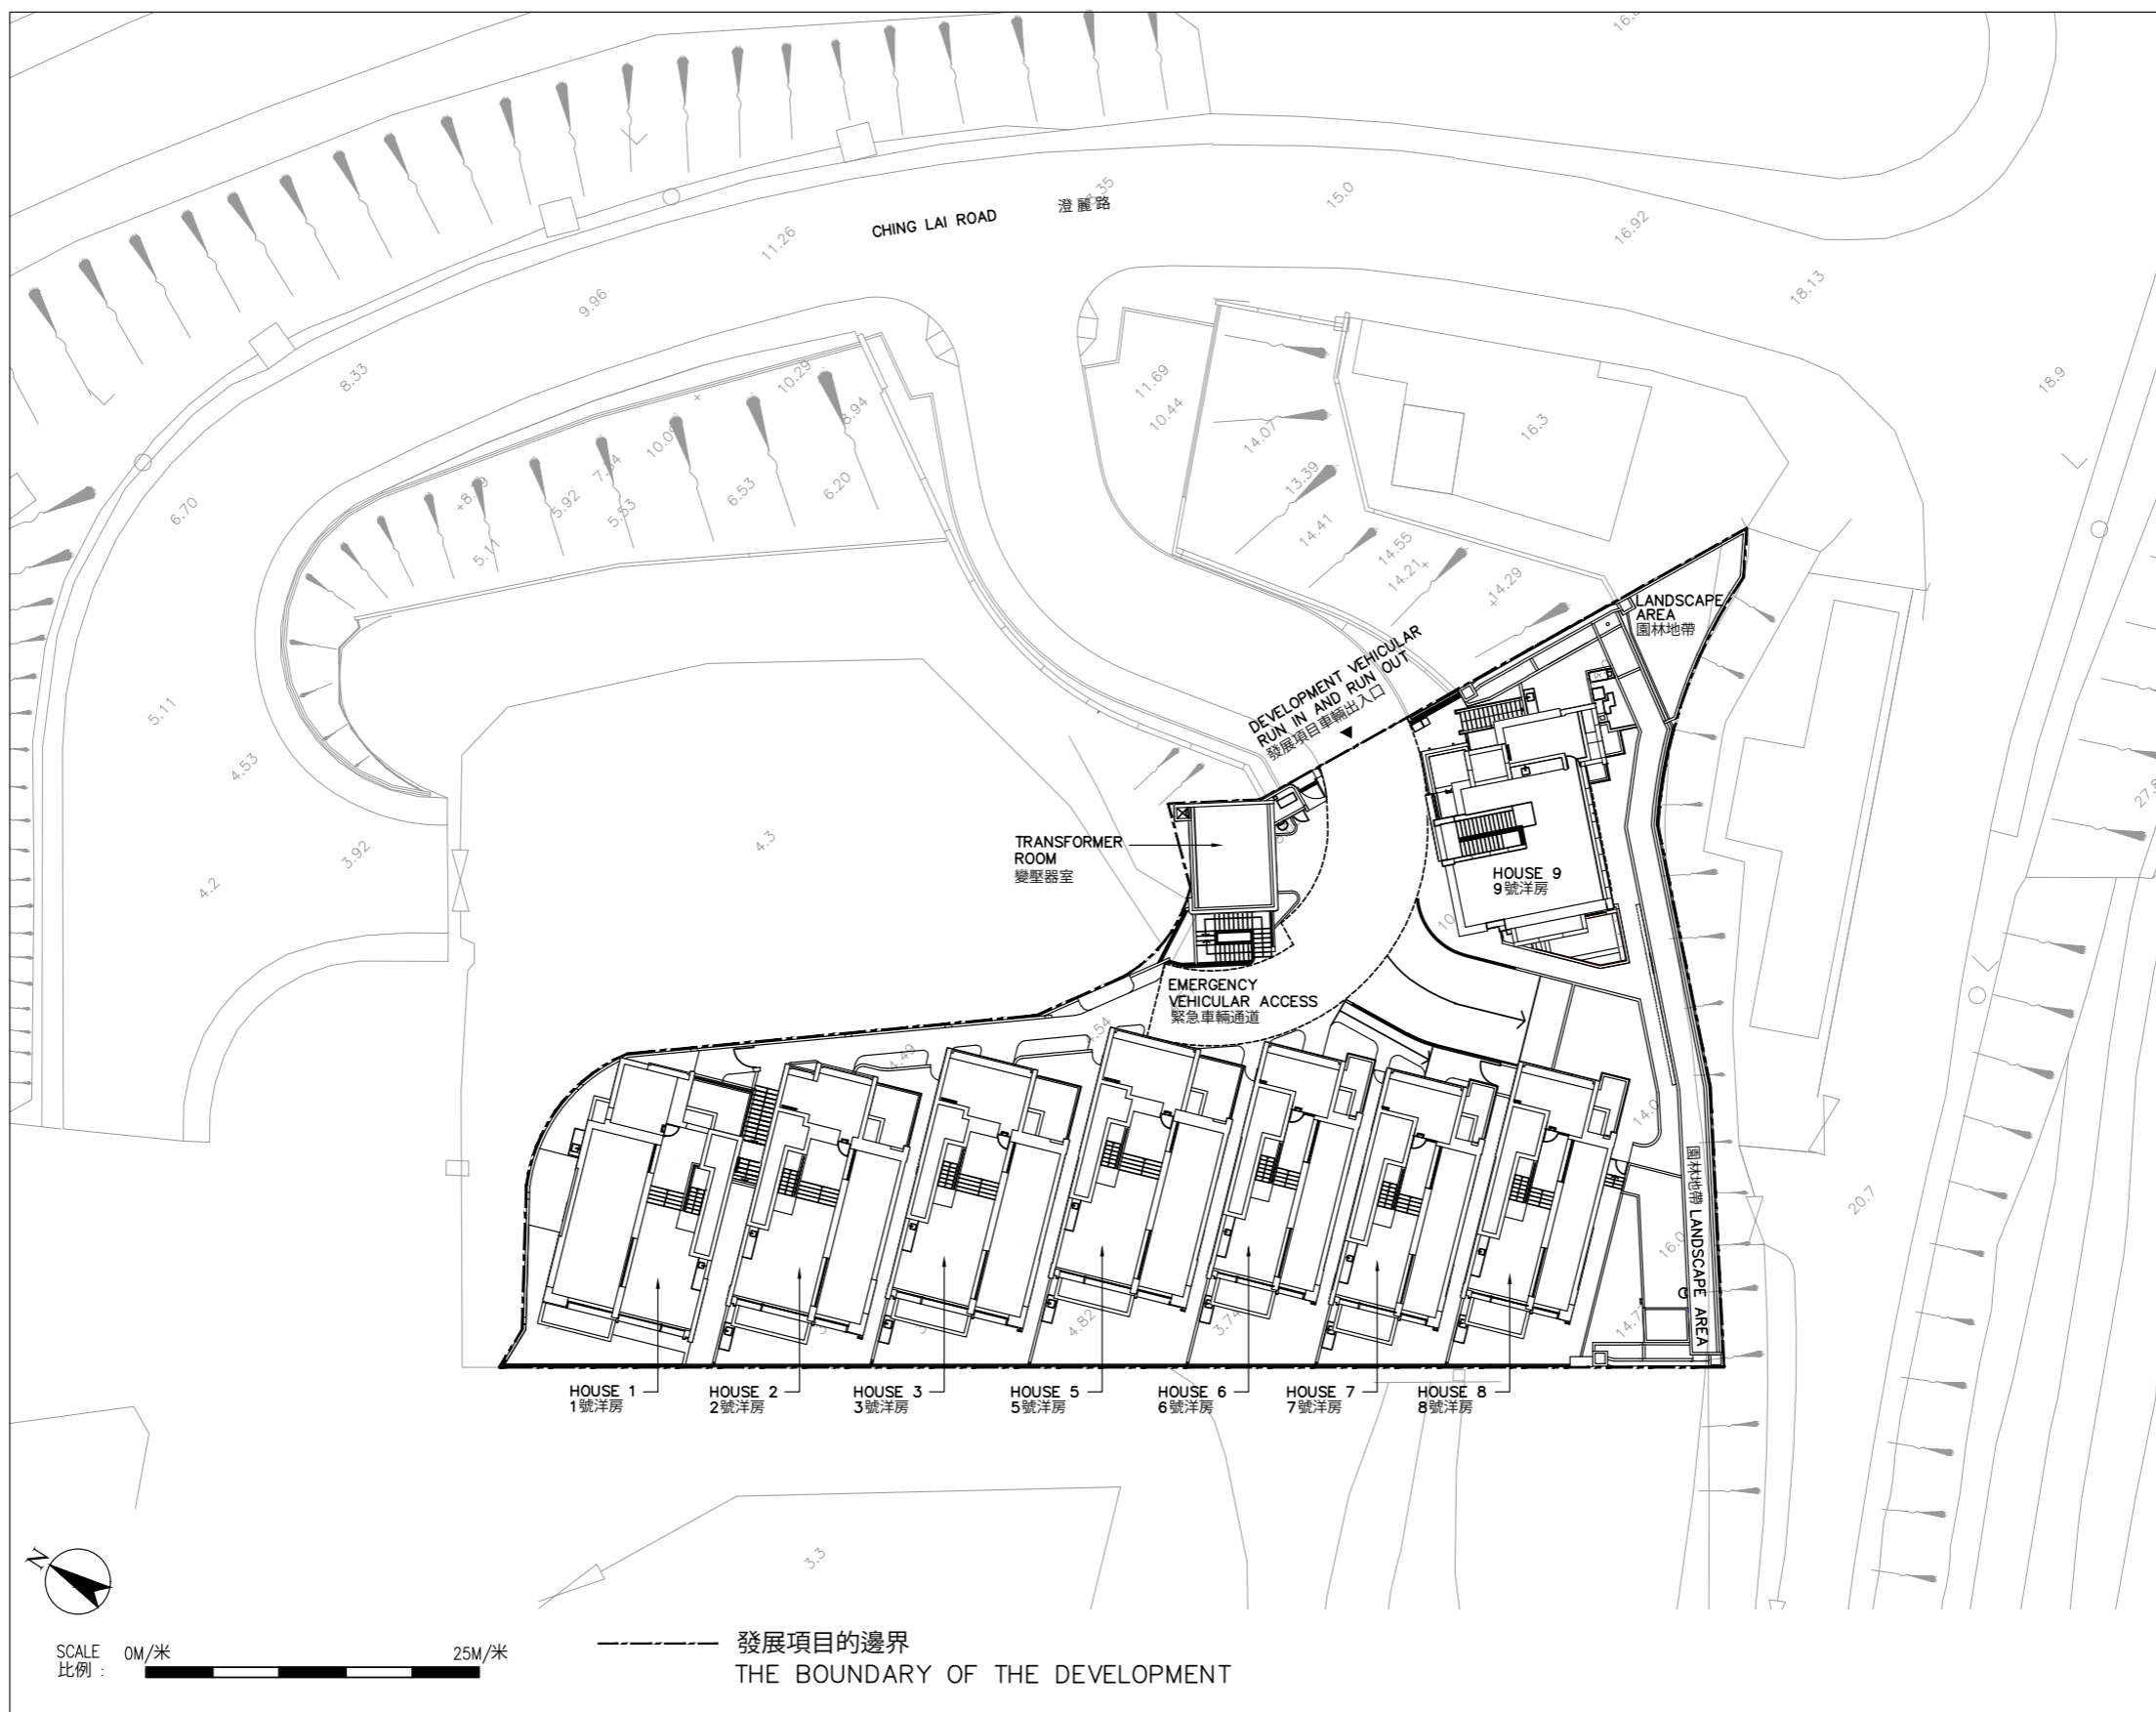 CHING LAI ROAD 澄麗路
15.0
16.92
11.26
18.13
9.96
18.9
8.33
10.29
11.69
10.44
8.94
14.07
16.3
13.39
6.70
5.92
5.53
6.53
6.20
14.41
14.55
14.21
14.29
5.11
LANDSCAPE
AREA
園林地帶
DEVELOPMENT VEHICULAR
RUN IN AND RUN OUT
發展項目車輛出入口
5.11
4.53
3.92
4.2
4.3
TRANSFORMER
ROOM
變壓器室
HOUSE 9
9號洋房
EMERGENCY
VEHICULAR ACCESS
緊急車輛通道
園林地帶 LANDSCAPE AREA
20.7
4.82
HOUSE 1
1號洋房
HOUSE 2
2號洋房
HOUSE 3
3號洋房
HOUSE 5
5號洋房
HOUSE 6
6號洋房
HOUSE 7
7號洋房
HOUSE 8
8號洋房
3.3
N
SCALE
比例 :
0M/米
25M/米
發展項目的邊界
THE BOUNDARY OF THE DEVELOPMENT